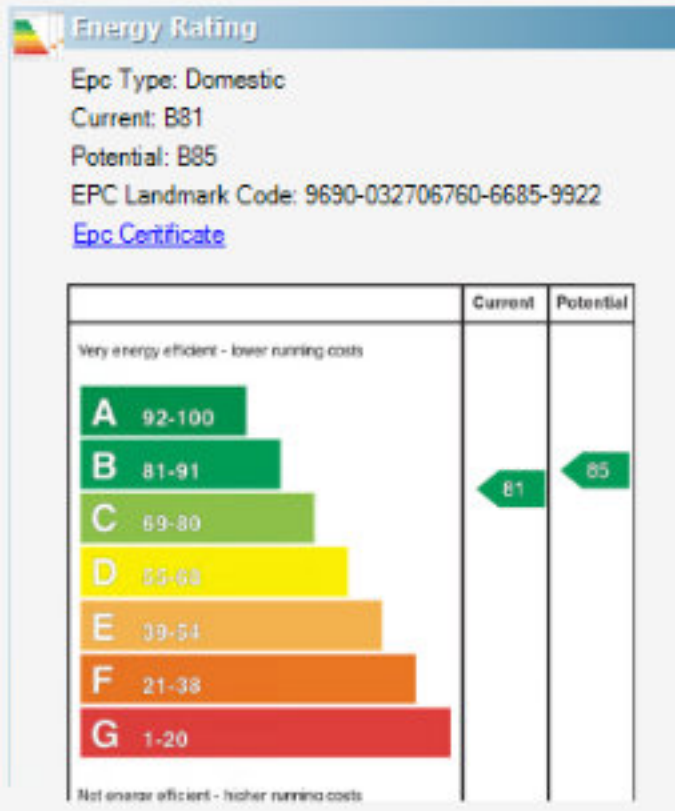 Energy Rating
Epc Type: Domestic
Current: B81
Potential: B85
EPC Landmark Code: 9690-032706760-6685-9922
Epc Ceritificate
Current Potential
Very energy efficient - lower running costs
A 92-100
B 81-91
81
85
C 69-80
D 55-68
E 39-54
F 21-38
G 1-20
Not energy efficient - higher running costs